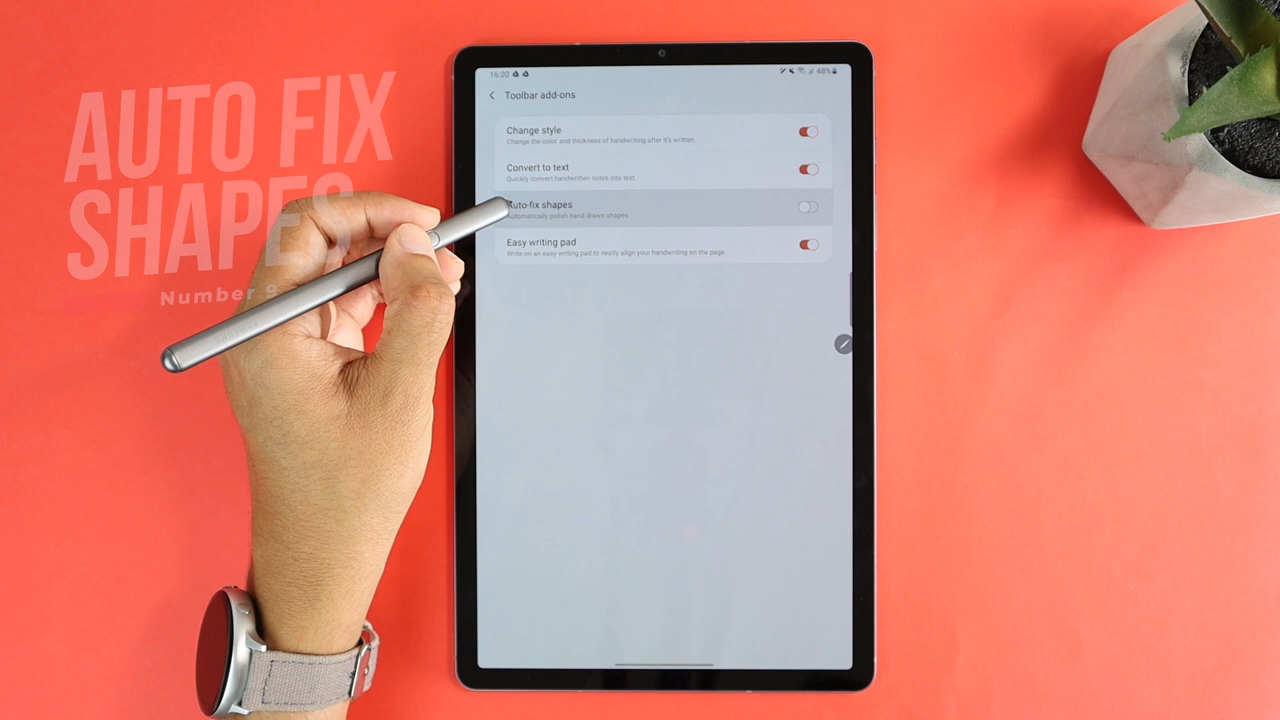 AUTO FIX
SHAPES
Number 9
16:20
48%
Toolbar add-ons
Change style
Change the color and thickness of handwriting after it's written.
Convert to text
Quickly convert handwritten notes into text.
Auto-fix shapes
Automatically polish hand drawn shapes.
Easy writing pad
Write on an easy writing pad to neatly align your handwriting on the page.